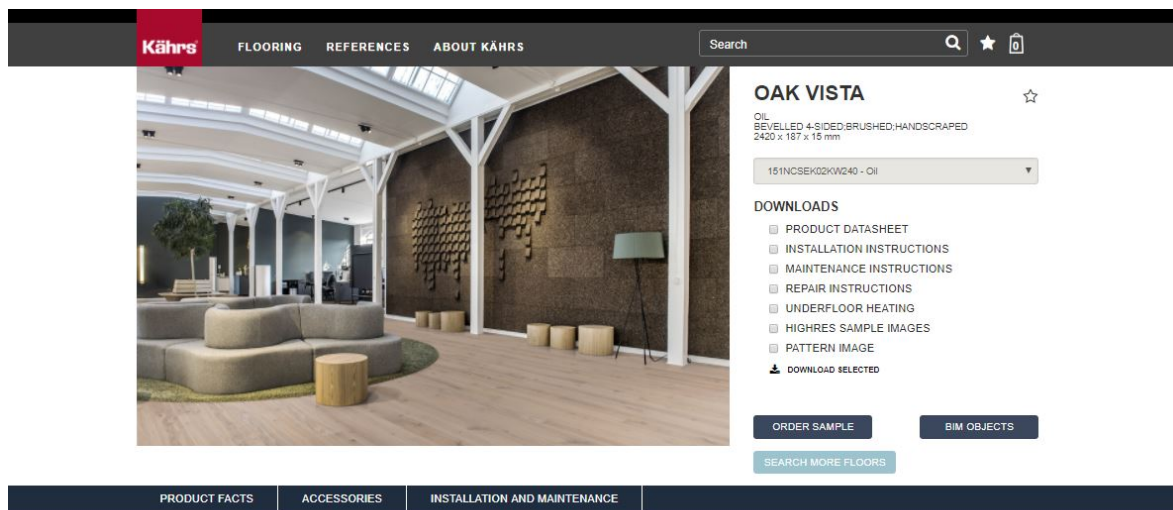 Kährs
FLOORING REFERENCES ABOUT KÄHRS
Search
0
OAK VISTA
OIL
BEVELLED 4-SIDED;BRUSHED;HANDSCRAPED
2420 x 187 x 15 mm
151NCSEK02KW240 - Oil
DOWNLOADS
PRODUCT DATASHEET
INSTALLATION INSTRUCTIONS
MAINTENANCE INSTRUCTIONS
REPAIR INSTRUCTIONS
UNDERFLOOR HEATING
HIGHRES SAMPLE IMAGES
PATTERN IMAGE
DOWNLOAD SELECTED
ORDER SAMPLE
BIM OBJECTS
SEARCH MORE FLOORS
PRODUCT FACTS
ACCESSORIES
INSTALLATION AND MAINTENANCE